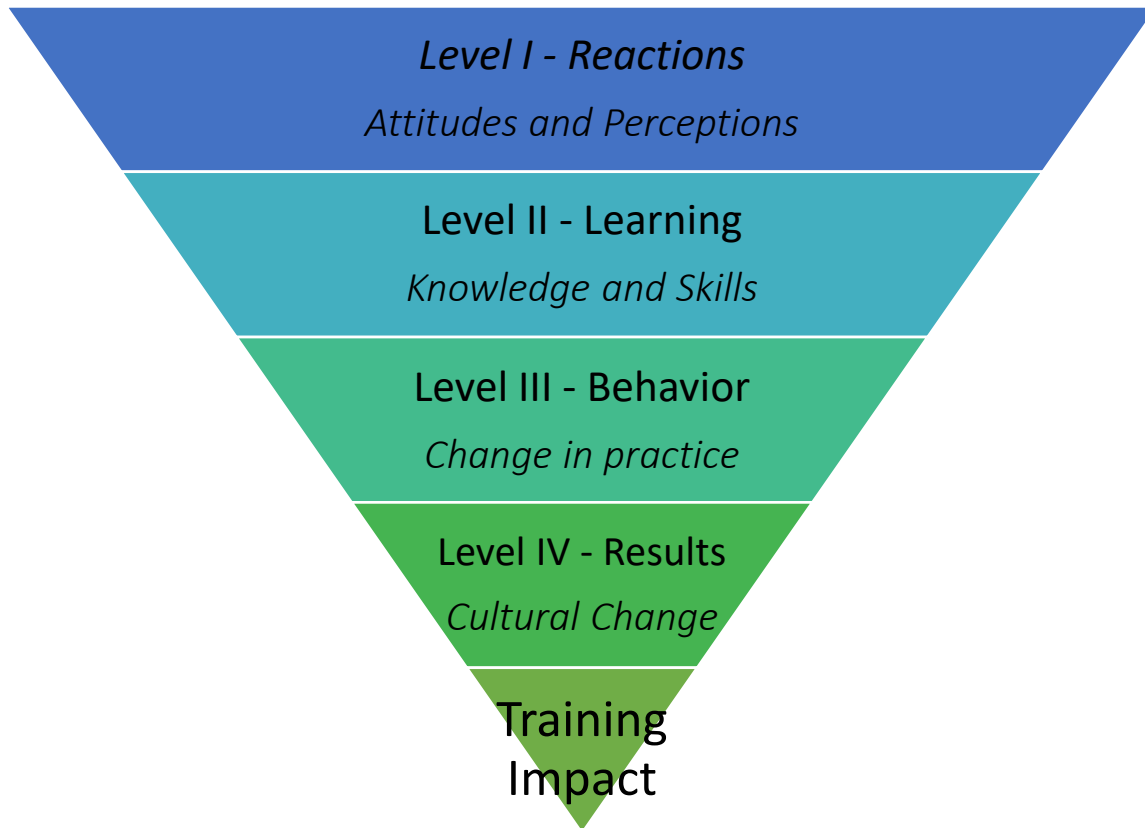 Level I - Reactions
Attitudes and Perceptions
Level II - Learning
Knowledge and Skills
Level III - Behavior
Change in practice
Level IV - Results
Cultural Change
Training
Impact